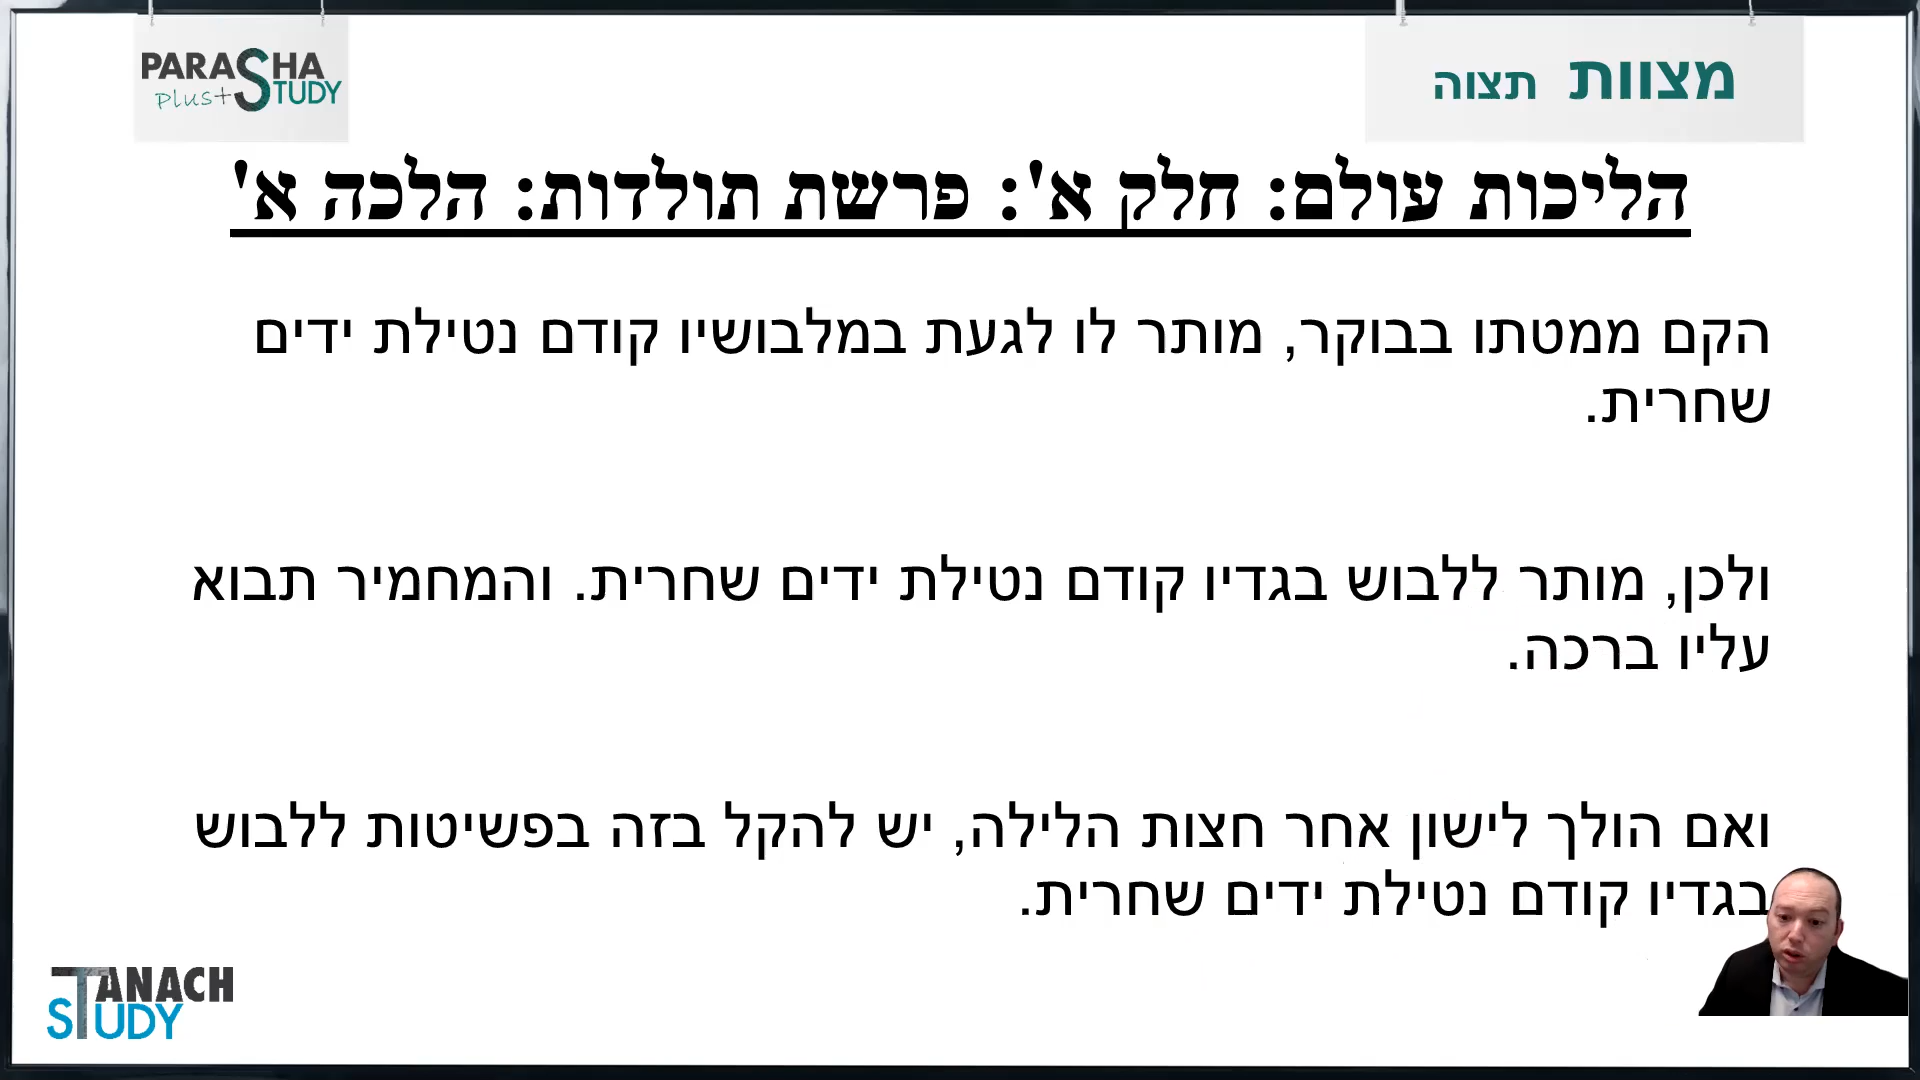 PARASHA
plus+ STUDY
מצוות תצוה
הליכות עולם: חלק א': פרשת תולדות: הלכה א'
הקם ממטתו בבוקר, מותר לו לגעת במלבושיו קודם נטילת ידים
שחרית.
ולכן, מותר ללבוש בגדיו קודם נטילת ידים שחרית. והמחמיר תבוא
עליו ברכה.
ואם הולך לישון אחר חצות הלילה, יש להקל בזה בפשיטות ללבוש
בגדיו קודם נטילת ידים שחרית.
TANACH
STUDY